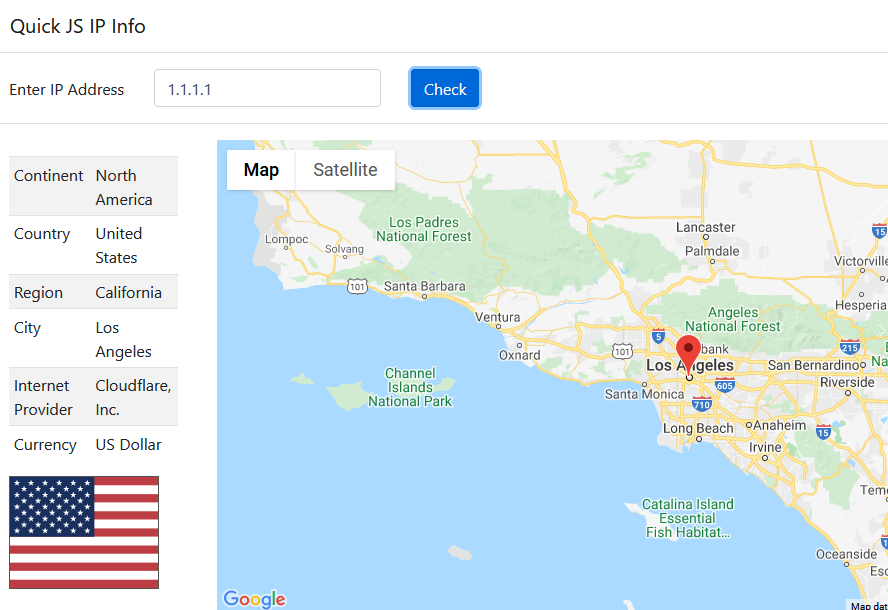 Quick JS IP Info
Enter IP Address
1.1.1.1
Check
Continent North
America
Country United
States
Region California
City Los
Angeles
Internet Cloudflare,
Provider Inc.
Currency US Dollar
Map Satellite
Los Padres
National Forest
Lompoc
Solvang
Lancaster
Palmdale
15
Victorville
Hesperia
101
Santa Barbara
Ventura
Oxnard
Angeles
National Forest
5
101
bank
215
Los Angeles
San Bernardino
Riverside
605
Santa Monica
710
Channel
Islands
National Park
Long Beach
Anaheim
15
Irvine
Catalina Island
Essential
Fish Habitat...
Oceanside
Google
Map dat